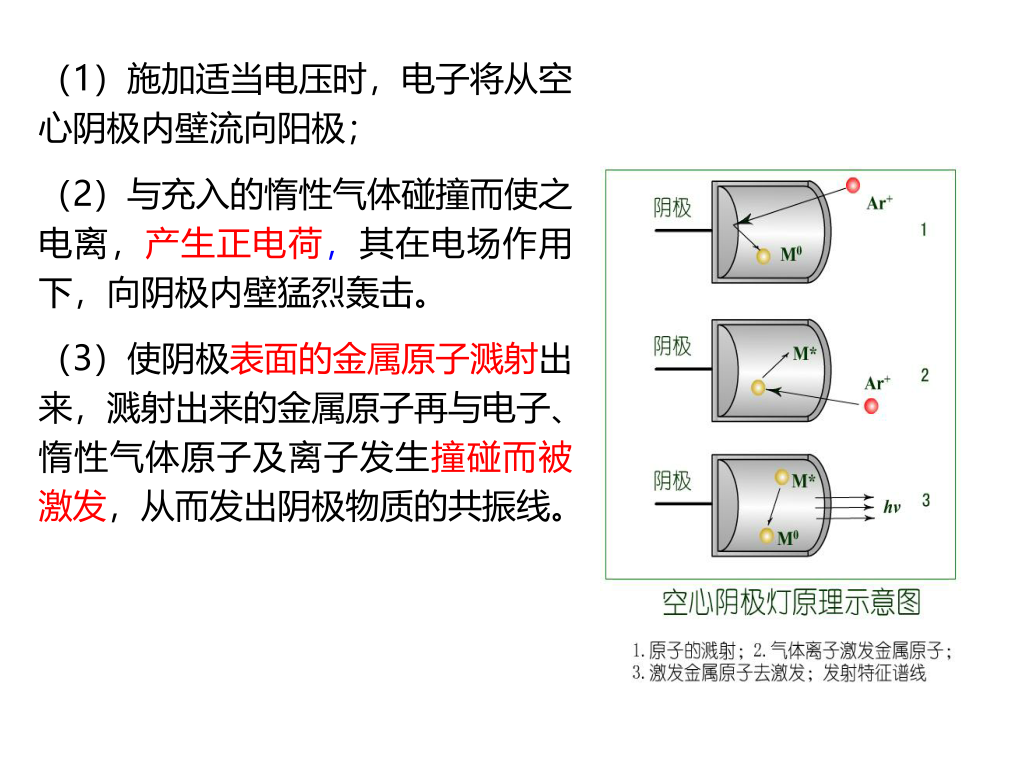 （1）施加适当电压时，电子将从空
心阴极内壁流向阳极；
（2）与充入的惰性气体碰撞而使之
电离，产生正电荷，其在电场作用
下，向阴极内壁猛烈轰击。
（3）使阴极表面的金属原子溅射出
来，溅射出来的金属原子再与电子、
惰性气体原子及离子发生撞碰而被
激发，从而发出阴极物质的共振线。
阴极
Ar⁺
1
M⁰
阴极
M*
Ar⁺
2
阴极
M*
hν
3
M⁰
空心阴极灯原理示意图
1.原子的溅射；2.气体离子激发金属原子；
3.激发金属原子去激发；发射特征谱线